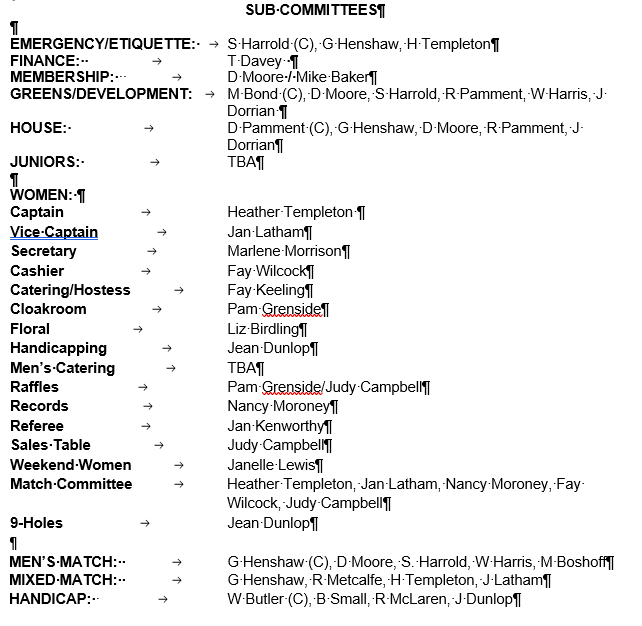 SUB·COMMITTEES¶
¶
EMERGENCY/ETIQUETTE:· → S·Harrold·(C),·G·Henshaw,·H·Templeton¶
FINANCE:·· → T·Davey··¶
MEMBERSHIP:·· → D·Moore·/·Mike·Baker¶
GREENS/DEVELOPMENT: → M·Bond·(C),·D·Moore,·S·Harrold,·R·Pamment,·W·Harris,·J·
Dorrian·¶
HOUSE:· → D·Pamment·(C),·G·Henshaw,·D·Moore,·R·Pamment,·J·
Dorrian¶
JUNIORS:· → TBA¶
¶
WOMEN:·¶
Captain → Heather·Templeton·¶
Vice·Captain → Jan·Latham¶
Secretary → Marlene·Morrison¶
Cashier → Fay·Wilcock¶
Catering/Hostess → Fay·Keeling¶
Cloakroom → Pam·Grenside¶
Floral → Liz·Birdling¶
Handicapping → Jean·Dunlop¶
Men's·Catering → TBA¶
Raffles → Pam·Grenside/Judy·Campbell¶
Records → Nancy·Moroney¶
Referee → Jan·Kenworthy¶
Sales·Table → Judy·Campbell¶
Weekend·Women → Janelle·Lewis¶
Match·Committee → Heather·Templeton,·Jan·Latham,·Nancy·Moroney,·Fay·
Wilcock,·Judy·Campbell¶
9-Holes → Jean·Dunlop¶
¶
MEN'S·MATCH:·· → G·Henshaw·(C),·D·Moore,·S.·Harrold,·W·Harris,·M·Boshoff¶
MIXED·MATCH:·· → G·Henshaw,·R·Metcalfe,·H·Templeton,·J·Latham¶
HANDICAP:·· → W·Butler·(C),·B·Small,·R·McLaren,·J·Dunlop¶